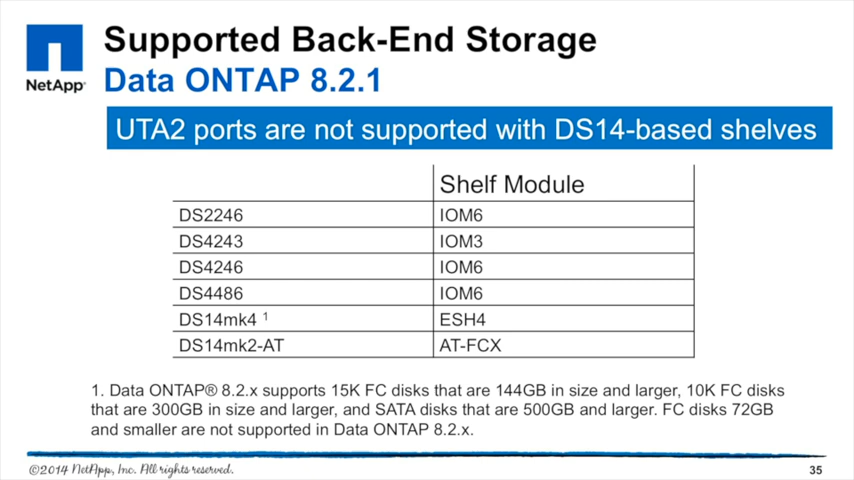 NetApp®
Supported Back-End Storage
Data ONTAP 8.2.1
UTA2 ports are not supported with DS14-based shelves
Shelf Module
DS2246 IOM6
DS4243 IOM3
DS4246 IOM6
DS4486 IOM6
DS14mk4 ¹ ESH4
DS14mk2-AT AT-FCX
1. Data ONTAP® 8.2.x supports 15K FC disks that are 144GB in size and larger, 10K FC disks
that are 300GB in size and larger, and SATA disks that are 500GB and larger. FC disks 72GB
and smaller are not supported in Data ONTAP 8.2.x.
©2014 NetApp, Inc. All rights reserved.
35